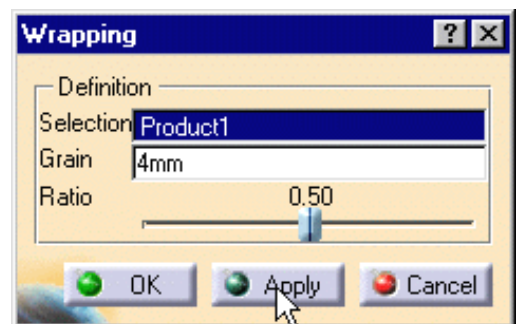 Wrapping
?
Definition
Selection Product1
Grain 4mm
Ratio 0.50
OK Apply Cancel